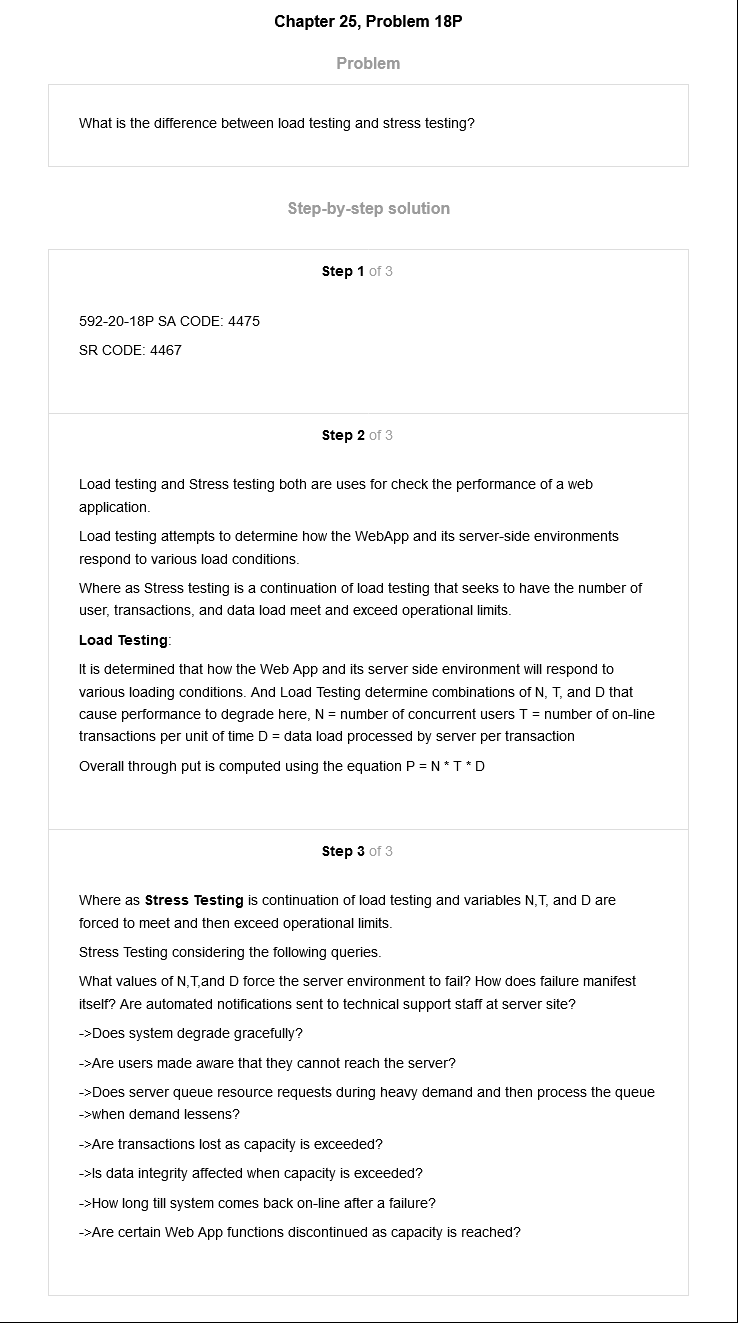 Chapter 25, Problem 18P
Problem
What is the difference between load testing and stress testing?
Step-by-step solution
Step 1 of 3
592-20-18P SA CODE: 4475
SR CODE: 4467
Step 2 of 3
Load testing and Stress testing both are uses for check the performance of a web
application.
Load testing attempts to determine how the WebApp and its server-side environments
respond to various load conditions.
Where as Stress testing is a continuation of load testing that seeks to have the number of
user, transactions, and data load meet and exceed operational limits.
Load Testing:
It is determined that how the Web App and its server side environment will respond to
various loading conditions. And Load Testing determine combinations of N, T, and D that
cause performance to degrade here, N = number of concurrent users T = number of on-line
transactions per unit of time D = data load processed by server per transaction
Overall through put is computed using the equation P = N * T * D
Step 3 of 3
Where as Stress Testing is continuation of load testing and variables N,T, and D are
forced to meet and then exceed operational limits.
Stress Testing considering the following queries.
What values of N,T,and D force the server environment to fail? How does failure manifest
itself? Are automated notifications sent to technical support staff at server site?
->Does system degrade gracefully?
->Are users made aware that they cannot reach the server?
->Does server queue resource requests during heavy demand and then process the queue
->when demand lessens?
->Are transactions lost as capacity is exceeded?
->Is data integrity affected when capacity is exceeded?
->How long till system comes back on-line after a failure?
->Are certain Web App functions discontinued as capacity is reached?